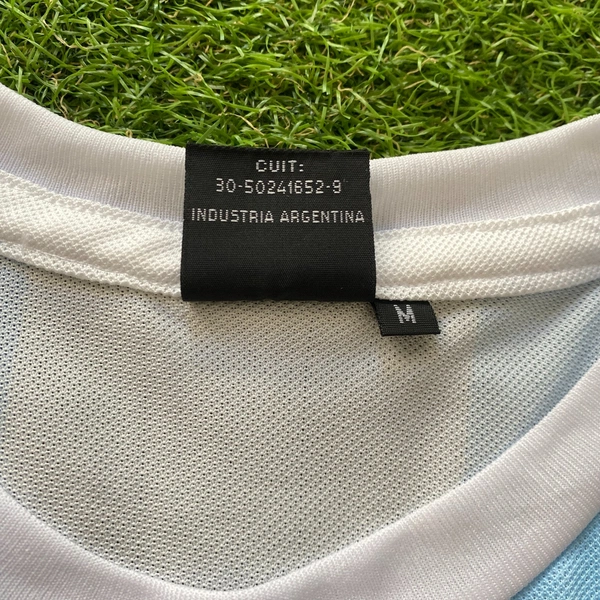 CUIT:
30-50241652-9
INDUSTRIA ARGENTINA
M